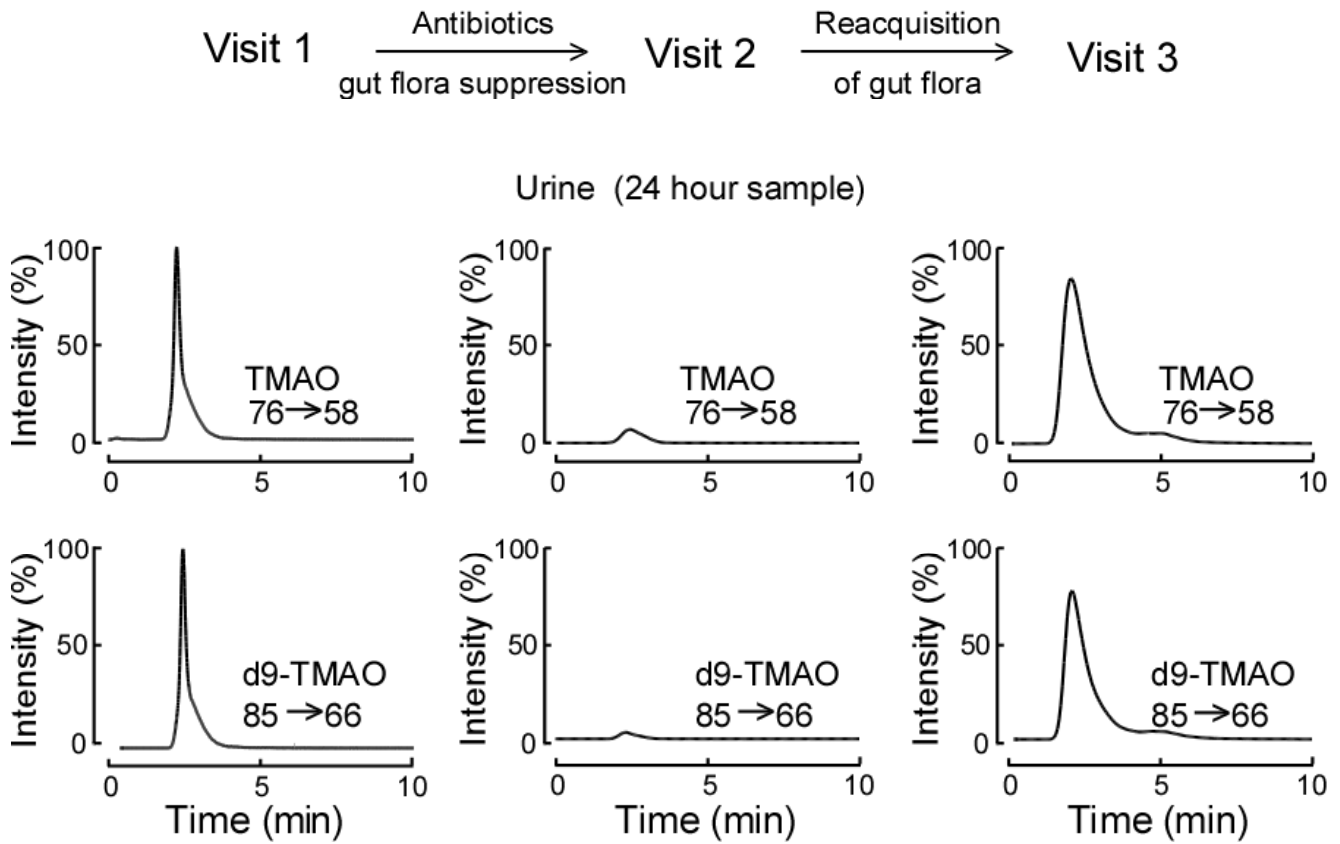 Visit 1
Antibiotics
gut flora suppression
Visit 2
Reacquisition
of gut flora
Visit 3
Urine (24 hour sample)
Intensity (%)
100
50
0
TMAO
76→58
0 5 10
Intensity (%)
100
50
0
TMAO
76→58
0 5 10
Intensity (%)
100
50
0
TMAO
76→58
0 5 10
Intensity (%)
100
50
0
d9-TMAO
85→66
0 5 10
Time (min)
Intensity (%)
100
50
0
d9-TMAO
85→66
0 5 10
Time (min)
Intensity (%)
100
50
0
d9-TMAO
85→66
0 5 10
Time (min)